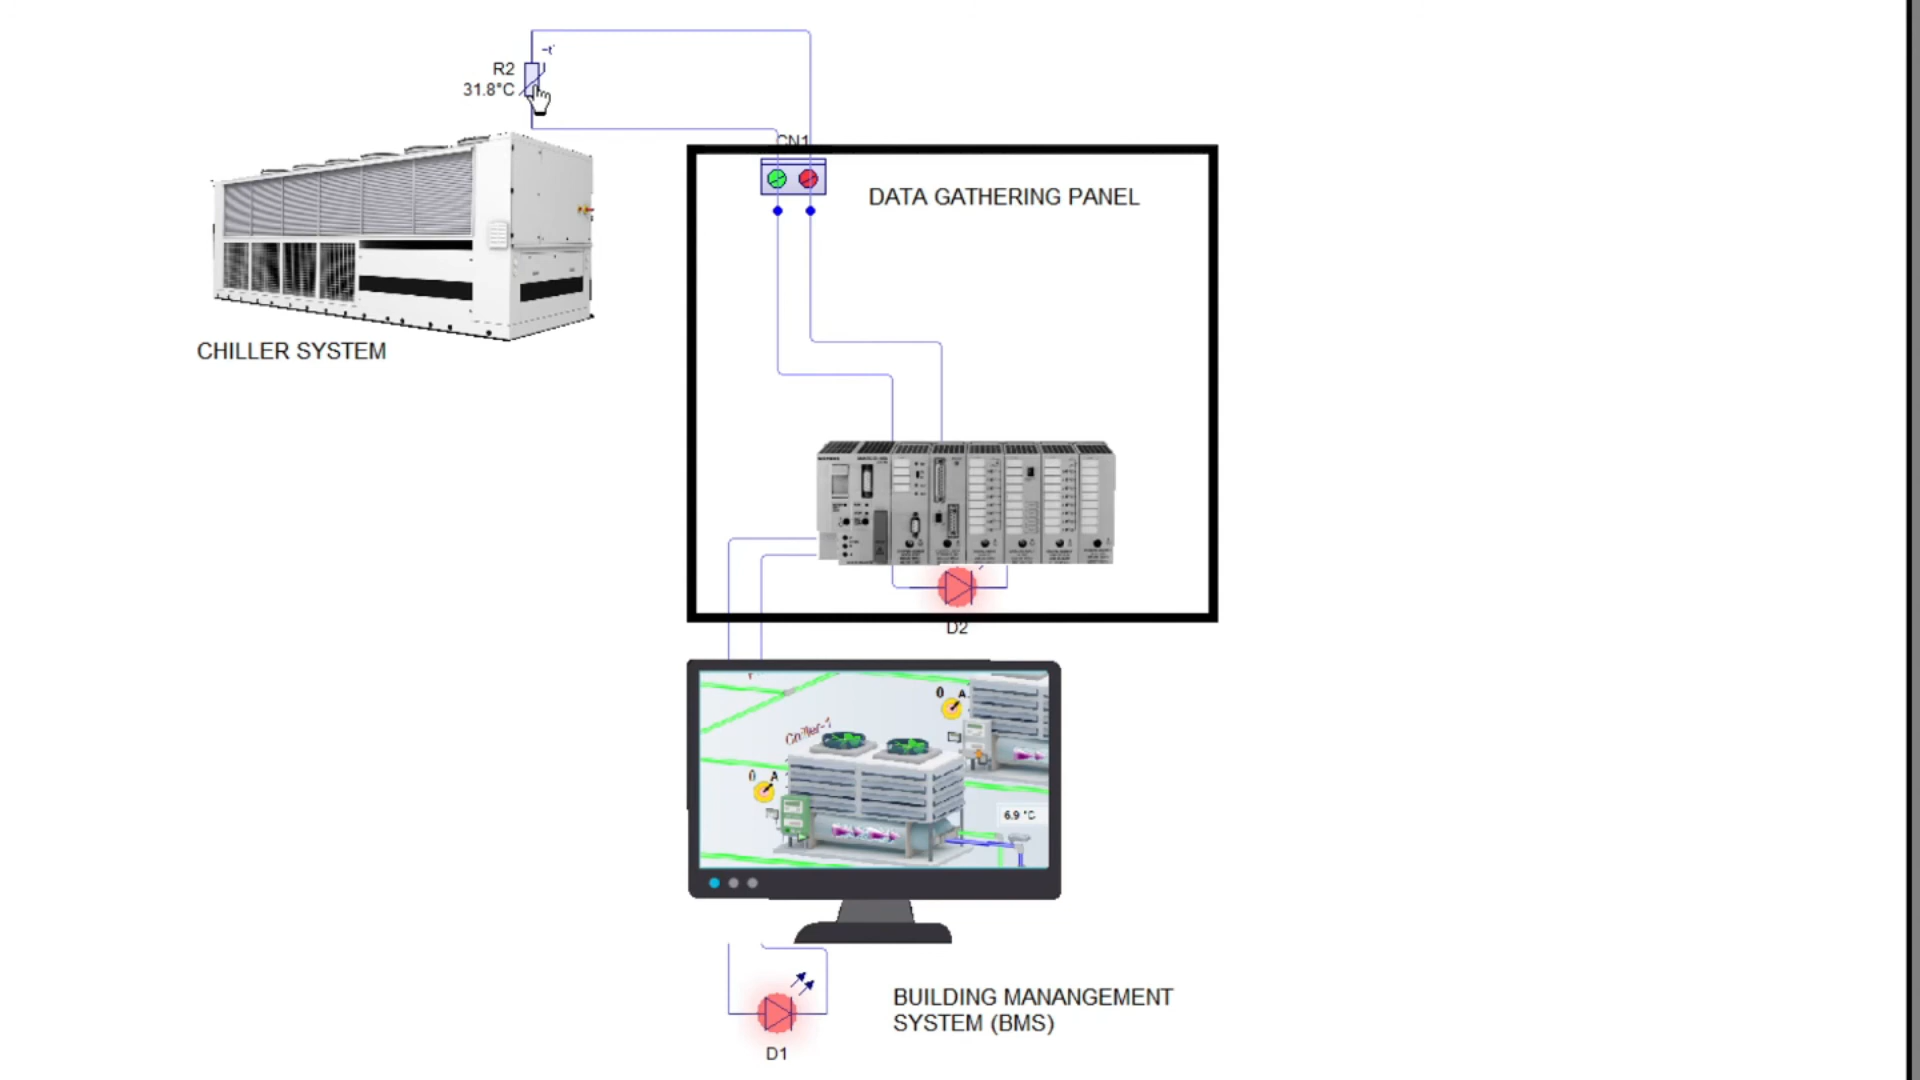 -t°
R2
31.8°C
CN1
DATA GATHERING PANEL
CHILLER SYSTEM
D2
0 A
Chiller-1
0 A
6.9 °C
BUILDING MANANGEMENT
SYSTEM (BMS)
D1